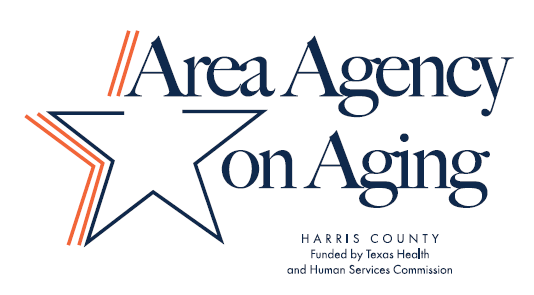 Area Agency
on Aging
HARRIS COUNTY
Funded by Texas Health
and Human Services Commission